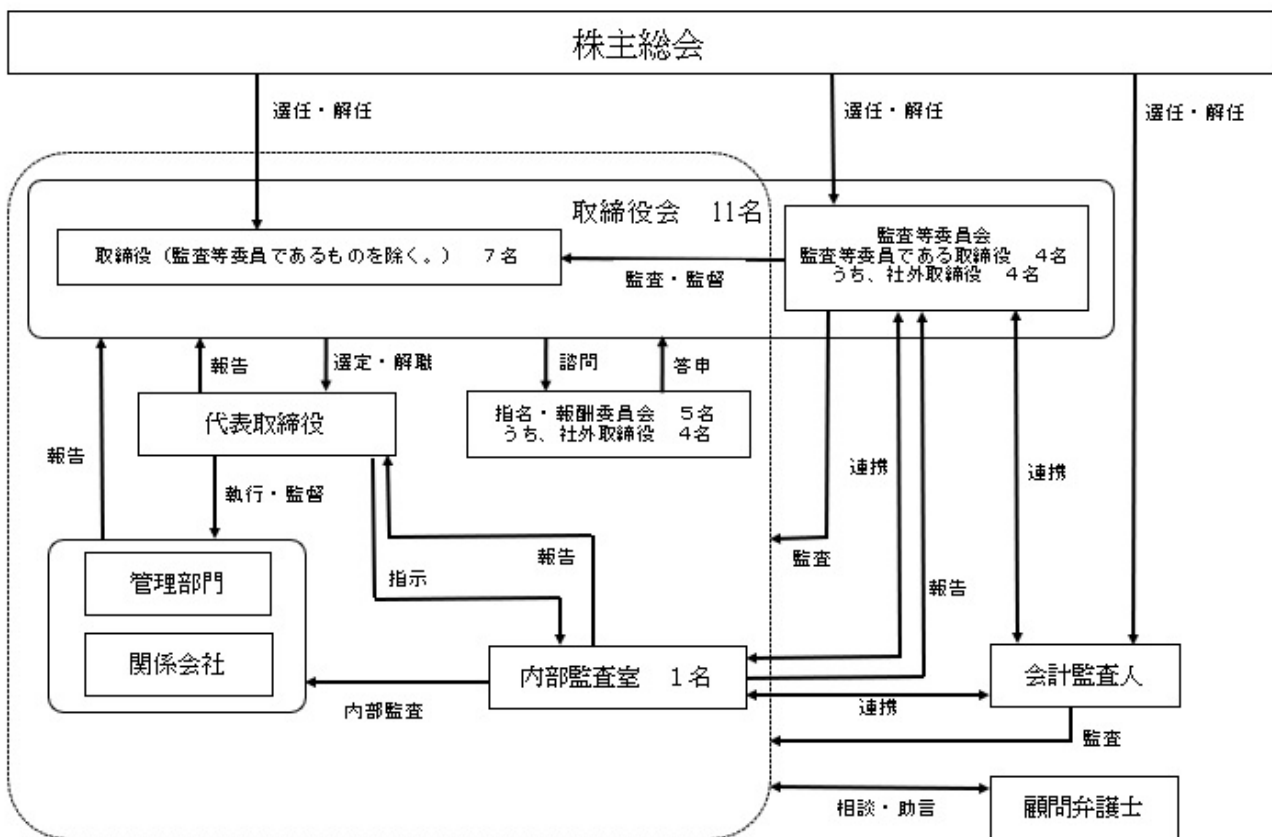 株主総会
選任・解任
選任・解任
選任・解任
取締役会　11名
取締役（監査等委員であるものを除く。）　７名
監査等委員会
監査等委員である取締役　４名
うち、社外取締役　４名
監査・監督
報告
選定・解職
諮問
答申
代表取締役
指名・報酬委員会　５名
うち、社外取締役　４名
報告
執行・監督
連携
連携
管理部門
関係会社
指示
報告
監査
報告
内部監査室　１名
会計監査人
内部監査
連携
監査
相談・助言
顧問弁護士